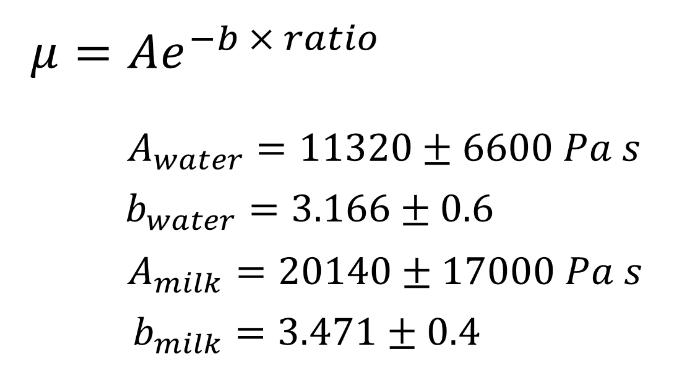 μ = Ae^{−b × ratio}
A_{water} = 11320 ± 6600 Pa s
b_{water} = 3.166 ± 0.6
A_{milk} = 20140 ± 17000 Pa s
b_{milk} = 3.471 ± 0.4